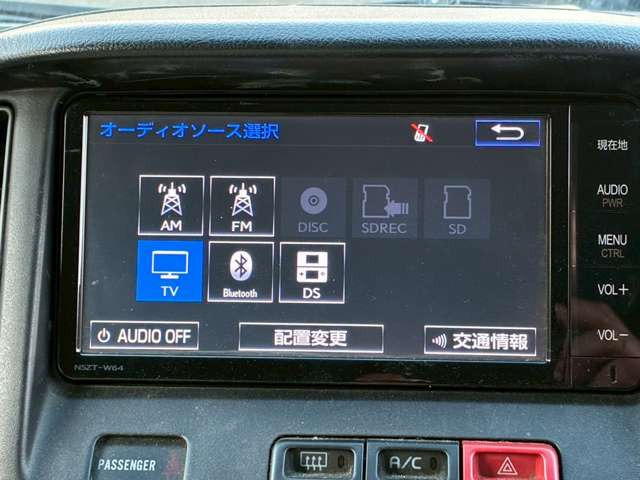 オーディオソース選択
現在地
AM
FM
DISC
SDREC
SD
AUDIO
PWR
TV
Bluetooth
DS
MENU
CTRL
VOL+
AUDIO OFF
配置変更
交通情報
VOL-
NSZT-W64
PASSENGER
A/C